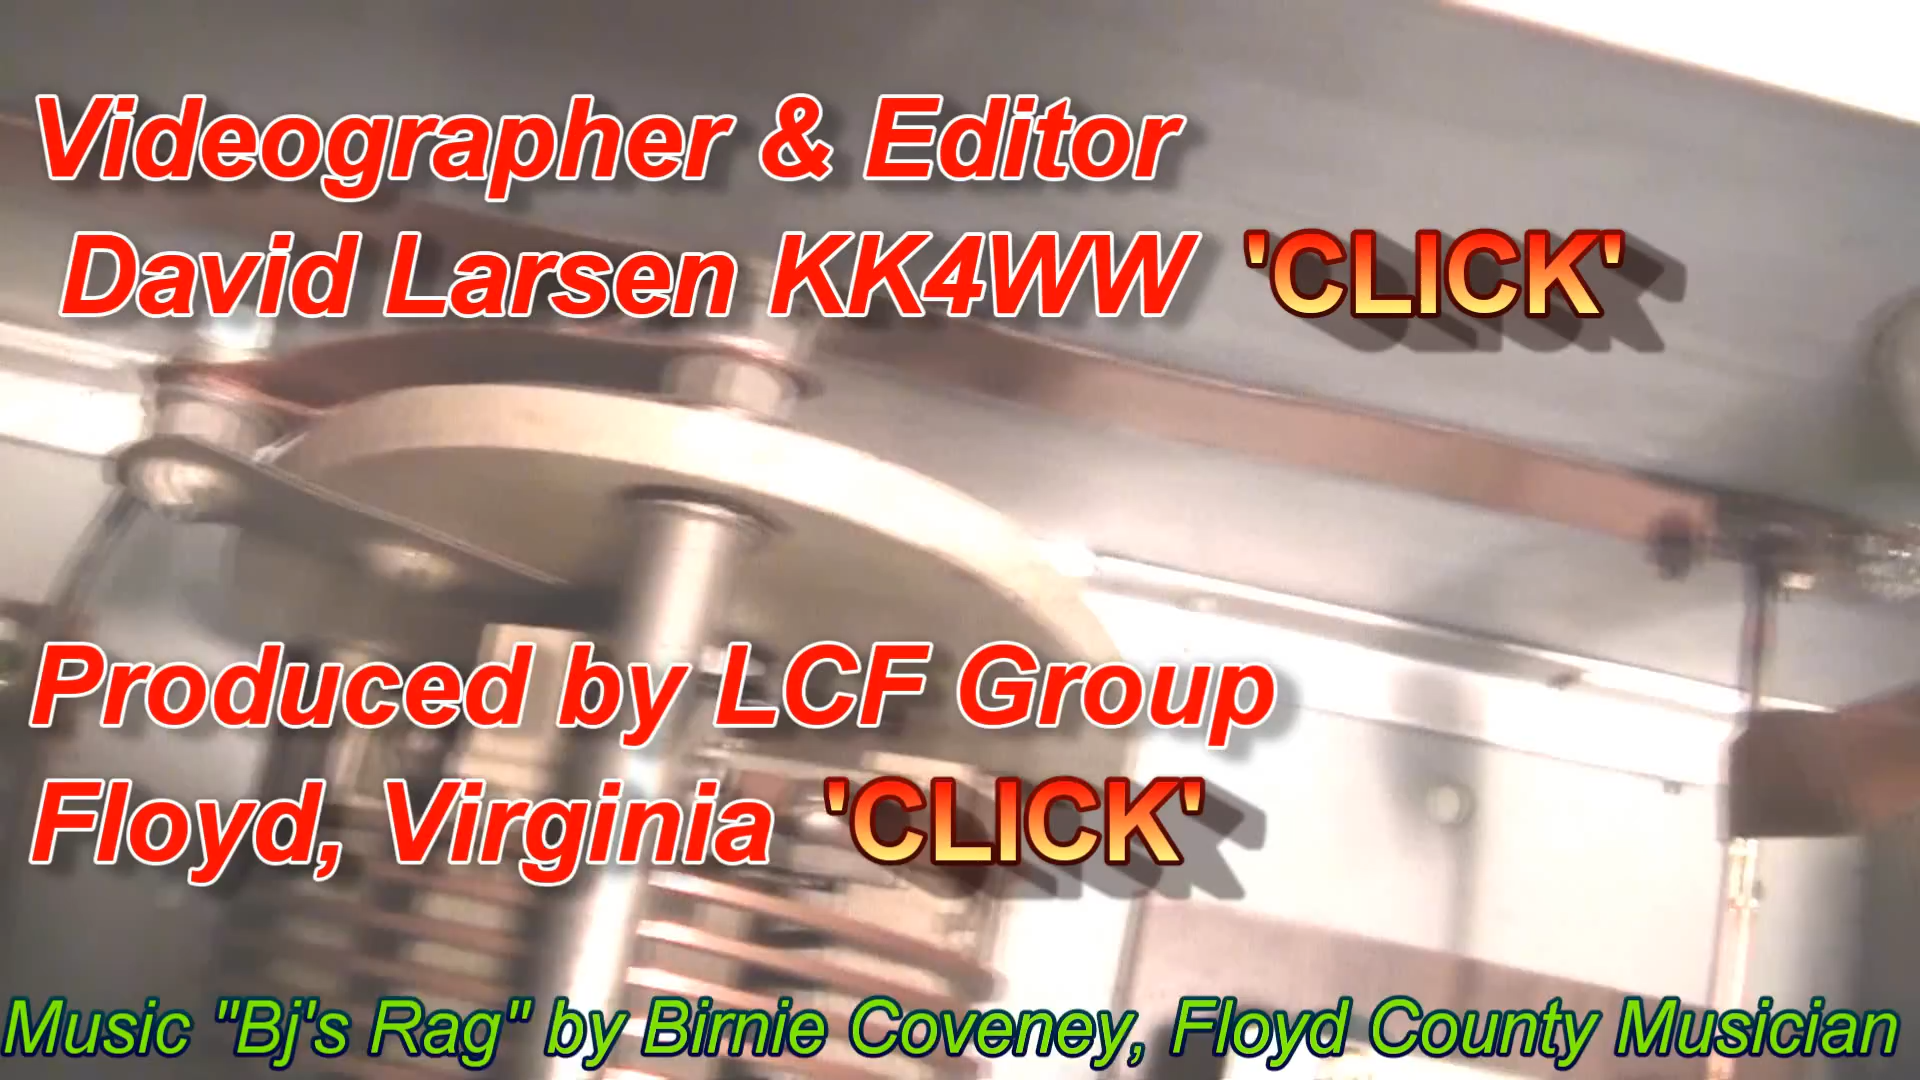 Videographer & Editor
David Larsen KK4WW 'CLICK'
Produced by LCF Group
Floyd, Virginia 'CLICK'
Music "Bj's Rag" by Birnie Coveney, Floyd County Musician